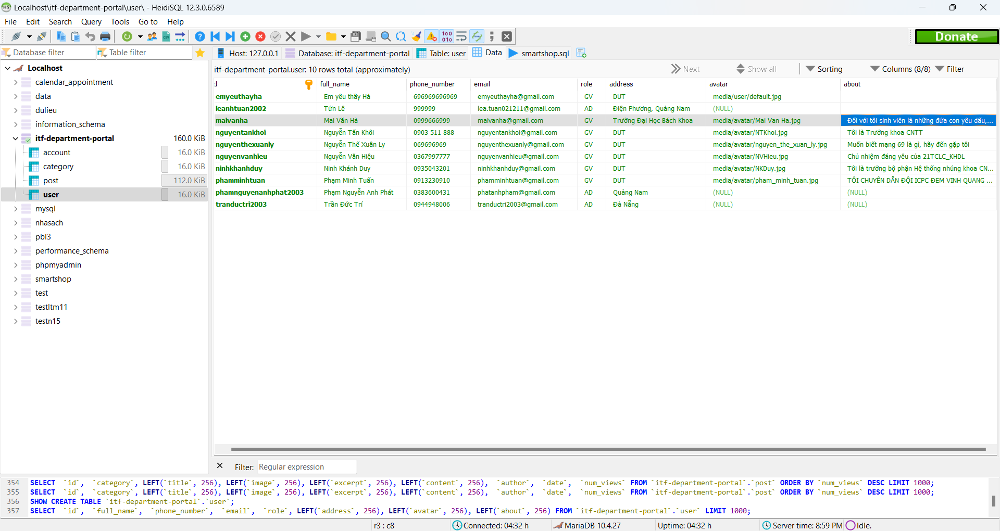 Localhost\itf-department-portal\user\ - HeidiSQL 12.3.0.6589
File Edit Search Query Tools Go to Help
Donate
Database filter Table filter
Host: 127.0.0.1 Database: itf-department-portal Table: user Data smartshop.sql
itf-department-portal.user: 10 rows total (approximately) Next Show all Sorting Columns (8/8) Filter
Localhost
calendar_appointment
data
dulieu
information_schema
itf-department-portal 160.0 KiB
account 16.0 KiB
category 16.0 KiB
post 112.0 KiB
user 16.0 KiB
mysql
nhasach
pbl3
performance_schema
phpmyadmin
smartshop
test
testltm11
testn15
d full_name phone_number email role address avatar about
emyeuthayha Em yêu thầy Hà 696969696969 emyeuthayha@gmail.com GV DUT media/user/default.jpg
leanhtuan2002 Tứn Lê 999999 lea.tuan021211@gmail.com AD Điện Phương, Quảng Nam (NULL)
maivanha Mai Văn Hà 0999666999 maivanha@gmail.com GV Trường Đại Học Bách Khoa media/avatar/Mai Van Ha.jpg Đối với tôi sinh viên là những đứa con yêu dấu,...
nguyentankhoi Nguyễn Tấn Khôi 0903 511 888 nguyentankhoi@gmail.com GV DUT media/avatar/NTKhoi.jpg Tôi là Trưởng khoa CNTT
nguyenthexuanly Nguyễn Thế Xuân Ly 069696969 nguyenthexuanly@gmail.com GV DUT media/avatar/nguyen_the_xuan_ly.jpg Muốn biết mạng 69 là gì, hãy đến gặp tôi
nguyenvanhieu Nguyễn Văn Hiệu 0367997777 nguyenvanhieu@gmail.com GV DUT media/avatar/NVHieu.jpg Chủ nhiệm đáng yêu của 21TCLC_KHDL
ninhkhanhduy Ninh Khánh Duy 0935043201 ninhkhanhduy@gmail.com GV DUT media/avatar/NKDuy.jpg Tôi là trưởng bộ phận Hệ thống nhúng khoa CN...
phamminhtuan Phạm Minh Tuấn 0913230910 phamminhtuan@gmail.com GV DUT media/avatar/pham_minh_tuan.jpg TÔI CHUYÊN DẪN ĐỘI ICPC ĐEM VINH QUANG ...
phamnguyenanhphat2003 Phạm Nguyễn Anh Phát 0383600431 phatanhpham@gmail.com AD Quảng Nam (NULL) (NULL)
tranductri2003 Trần Đức Trí 0944948006 tranductri2003@gmail.com AD Đà Nẵng (NULL) (NULL)
Filter: Regular expression
354 SELECT `id`, `category`, LEFT(`title`, 256), LEFT(`image`, 256), LEFT(`excerpt`, 256), LEFT(`content`, 256), `author`, `date`, `num_views` FROM `itf-department-portal`.`post` ORDER BY `num_views` DESC LIMIT 1000;
355 SELECT `id`, `category`, LEFT(`title`, 256), LEFT(`image`, 256), LEFT(`excerpt`, 256), LEFT(`content`, 256), `author`, `date`, `num_views` FROM `itf-department-portal`.`post` ORDER BY `num_views` DESC LIMIT 1000;
356 SHOW CREATE TABLE `itf-department-portal`.`user`;
357 SELECT `id`, `full_name`, `phone_number`, `email`, `role`, LEFT(`address`, 256), LEFT(`avatar`, 256), LEFT(`about`, 256) FROM `itf-department-portal`.`user` LIMIT 1000;
r3 : c8 Connected: 04:32 h MariaDB 10.4.27 Uptime: 04:32 h Server time: 8:59 PM Idle.